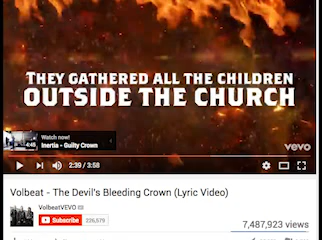 THEY GATHERED ALL THE CHILDREN
OUTSIDE THE CHURCH
Watch now!
Inertia - Guilty Crown
4:45
vevo
2:39 / 3:58
Volbeat - The Devil's Bleeding Crown (Lyric Video)
VolbeatVEVO
Subscribe 226,579
7,487,923 views